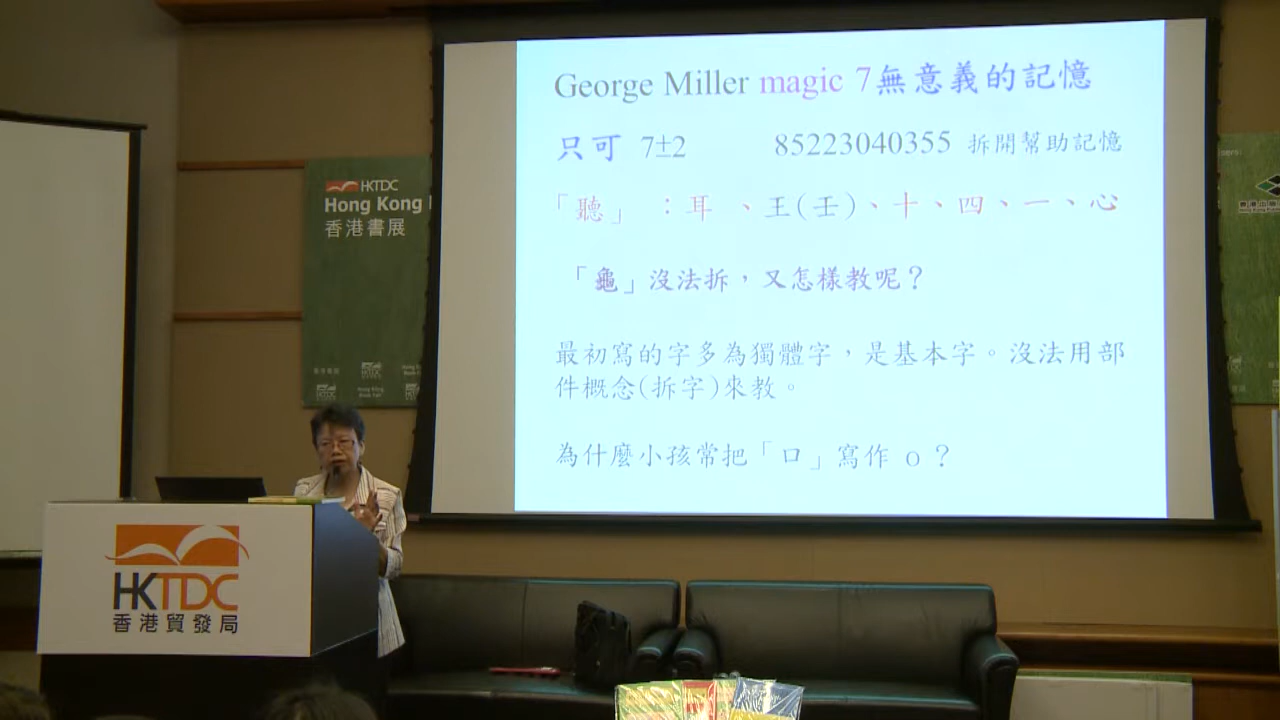 George Miller magic 7無意義的記憶
只可 7±2 85223040355 拆開幫助記憶
「聽」 ：耳 、王(壬)、十、四、一、心
「龜」沒法拆，又怎樣教呢？
最初寫的字多為獨體字，是基本字。沒法用部
件概念(拆字)來教。
為什麼小孩常把「口」寫作 o？
HKTDC
Hong Kong
香港書展
HKTDC
香港貿發局